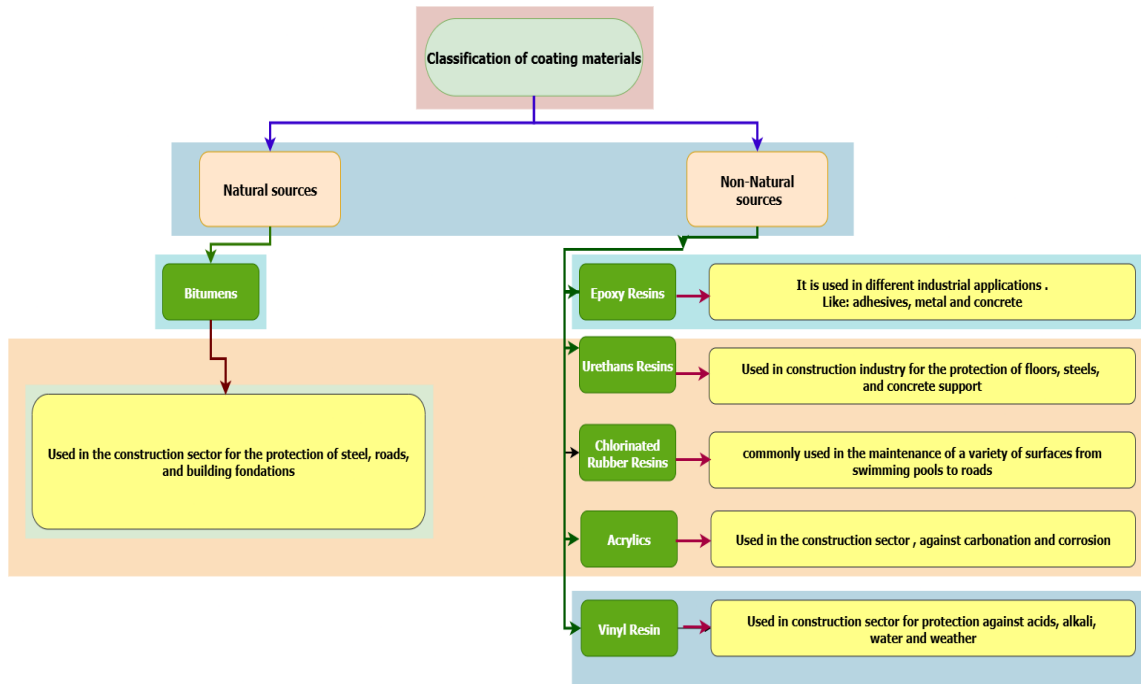 Classification of coating materials
Natural sources
Non-Natural
sources
Bitumens
Used in the construction sector for the protection of steel, roads,
and building fondations
Epoxy Resins
It is used in different industrial applications .
Like: adhesives, metal and concrete
Urethans Resins
Used in construction industry for the protection of floors, steels,
and concrete support
Chlorinated
Rubber Resins
commonly used in the maintenance of a variety of surfaces from
swimming pools to roads
Acrylics
Used in the construction sector , against carbonation and corrosion
Vinyl Resin
Used in construction sector for protection against acids, alkali,
water and weather